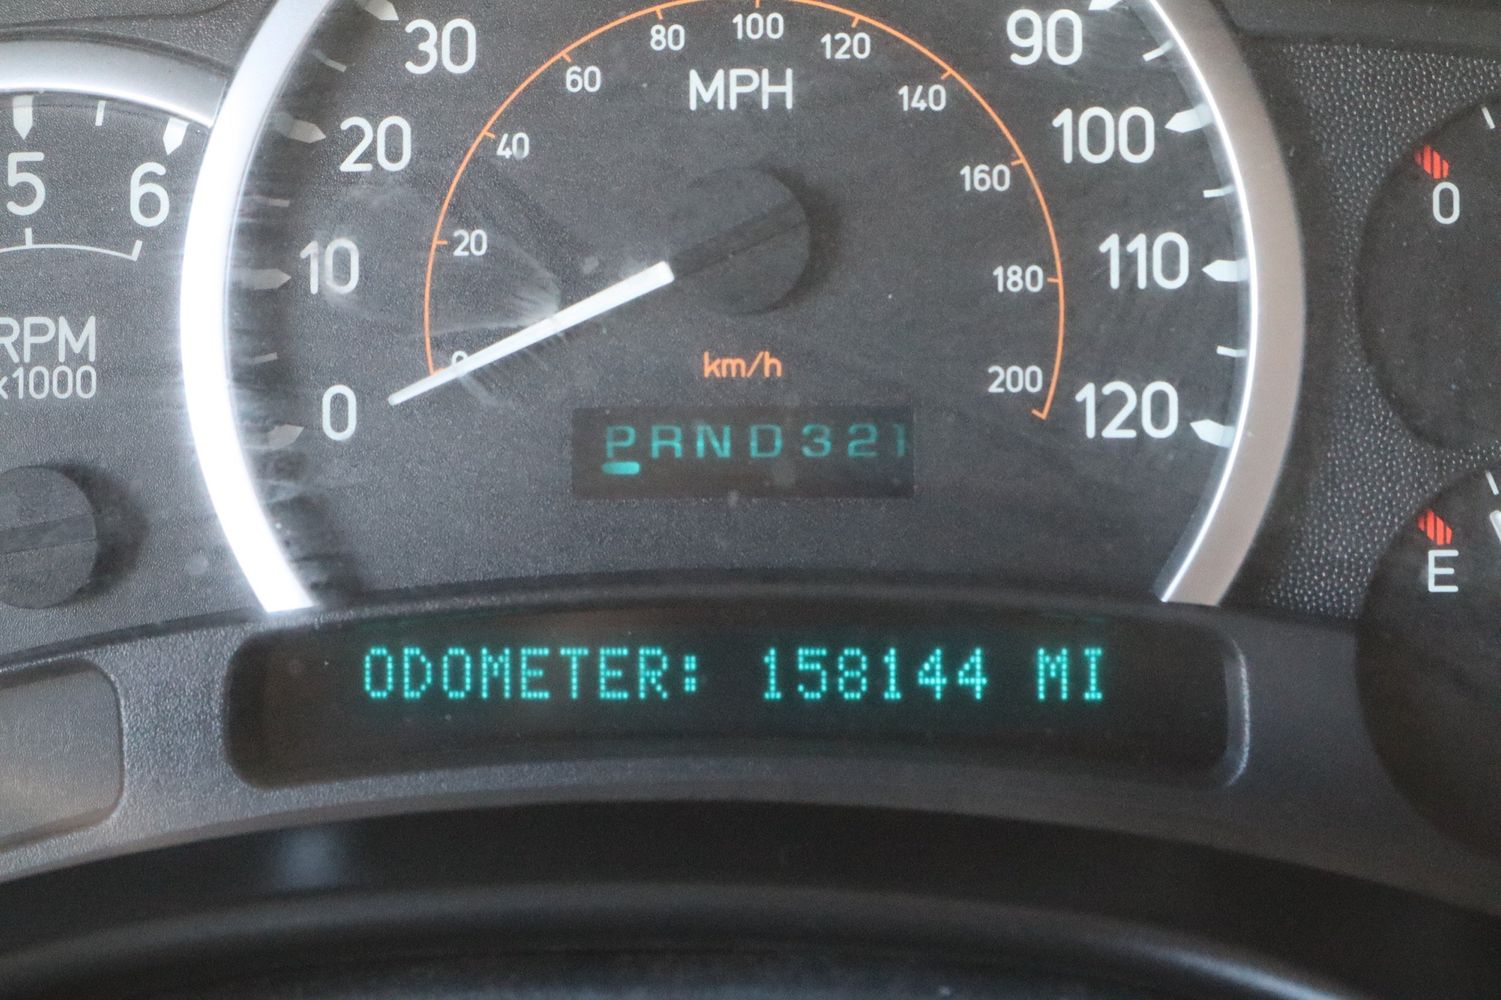 80 100 120
30 60 MPH 140 90
20 40 160 100
5 6 0
10 20 180 110
RPM
x1000
0 km/h 200
0 120
PRND321
E
ODOMETER: 158144 MI